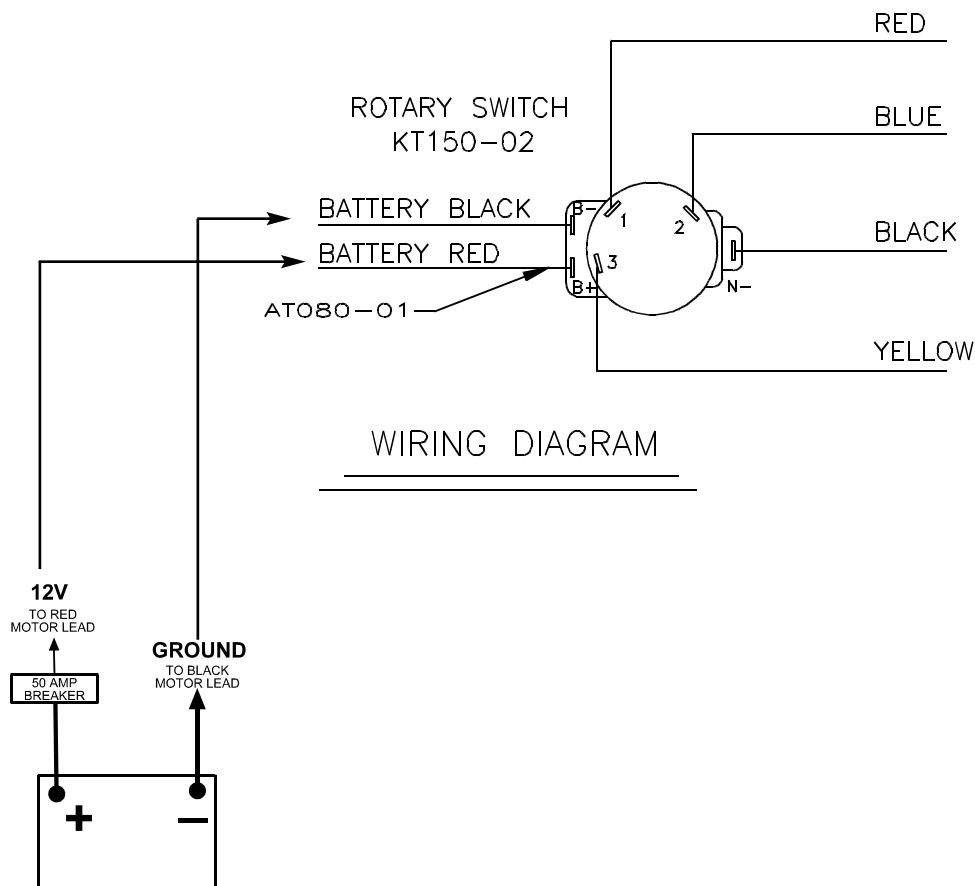 RED
ROTARY SWITCH
KT150-02
BLUE
BATTERY BLACK
B-
1
2
BLACK
BATTERY RED
3
B+
N-
AT080-01
YELLOW
WIRING DIAGRAM
12V
TO RED
MOTOR LEAD
GROUND
TO BLACK
MOTOR LEAD
50 AMP
BREAKER
+
-